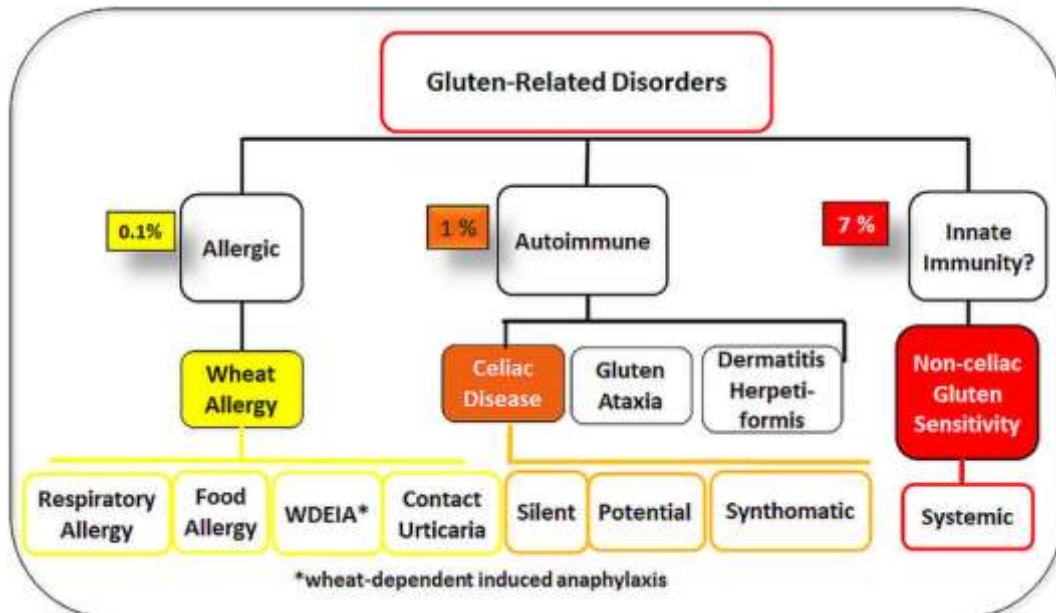 Gluten-Related Disorders
0.1%
Allergic
1 %
Autoimmune
7 %
Innate
Immunity?
Wheat
Allergy
Celiac
Disease
Gluten
Ataxia
Dermatitis
Herpeti-
formis
Non-celiac
Gluten
Sensitivity
Respiratory
Allergy
Food
Allergy
WDEIA*
Contact
Urticaria
Silent
Potential
Synthomatic
Systemic
*wheat-dependent induced anaphylaxis